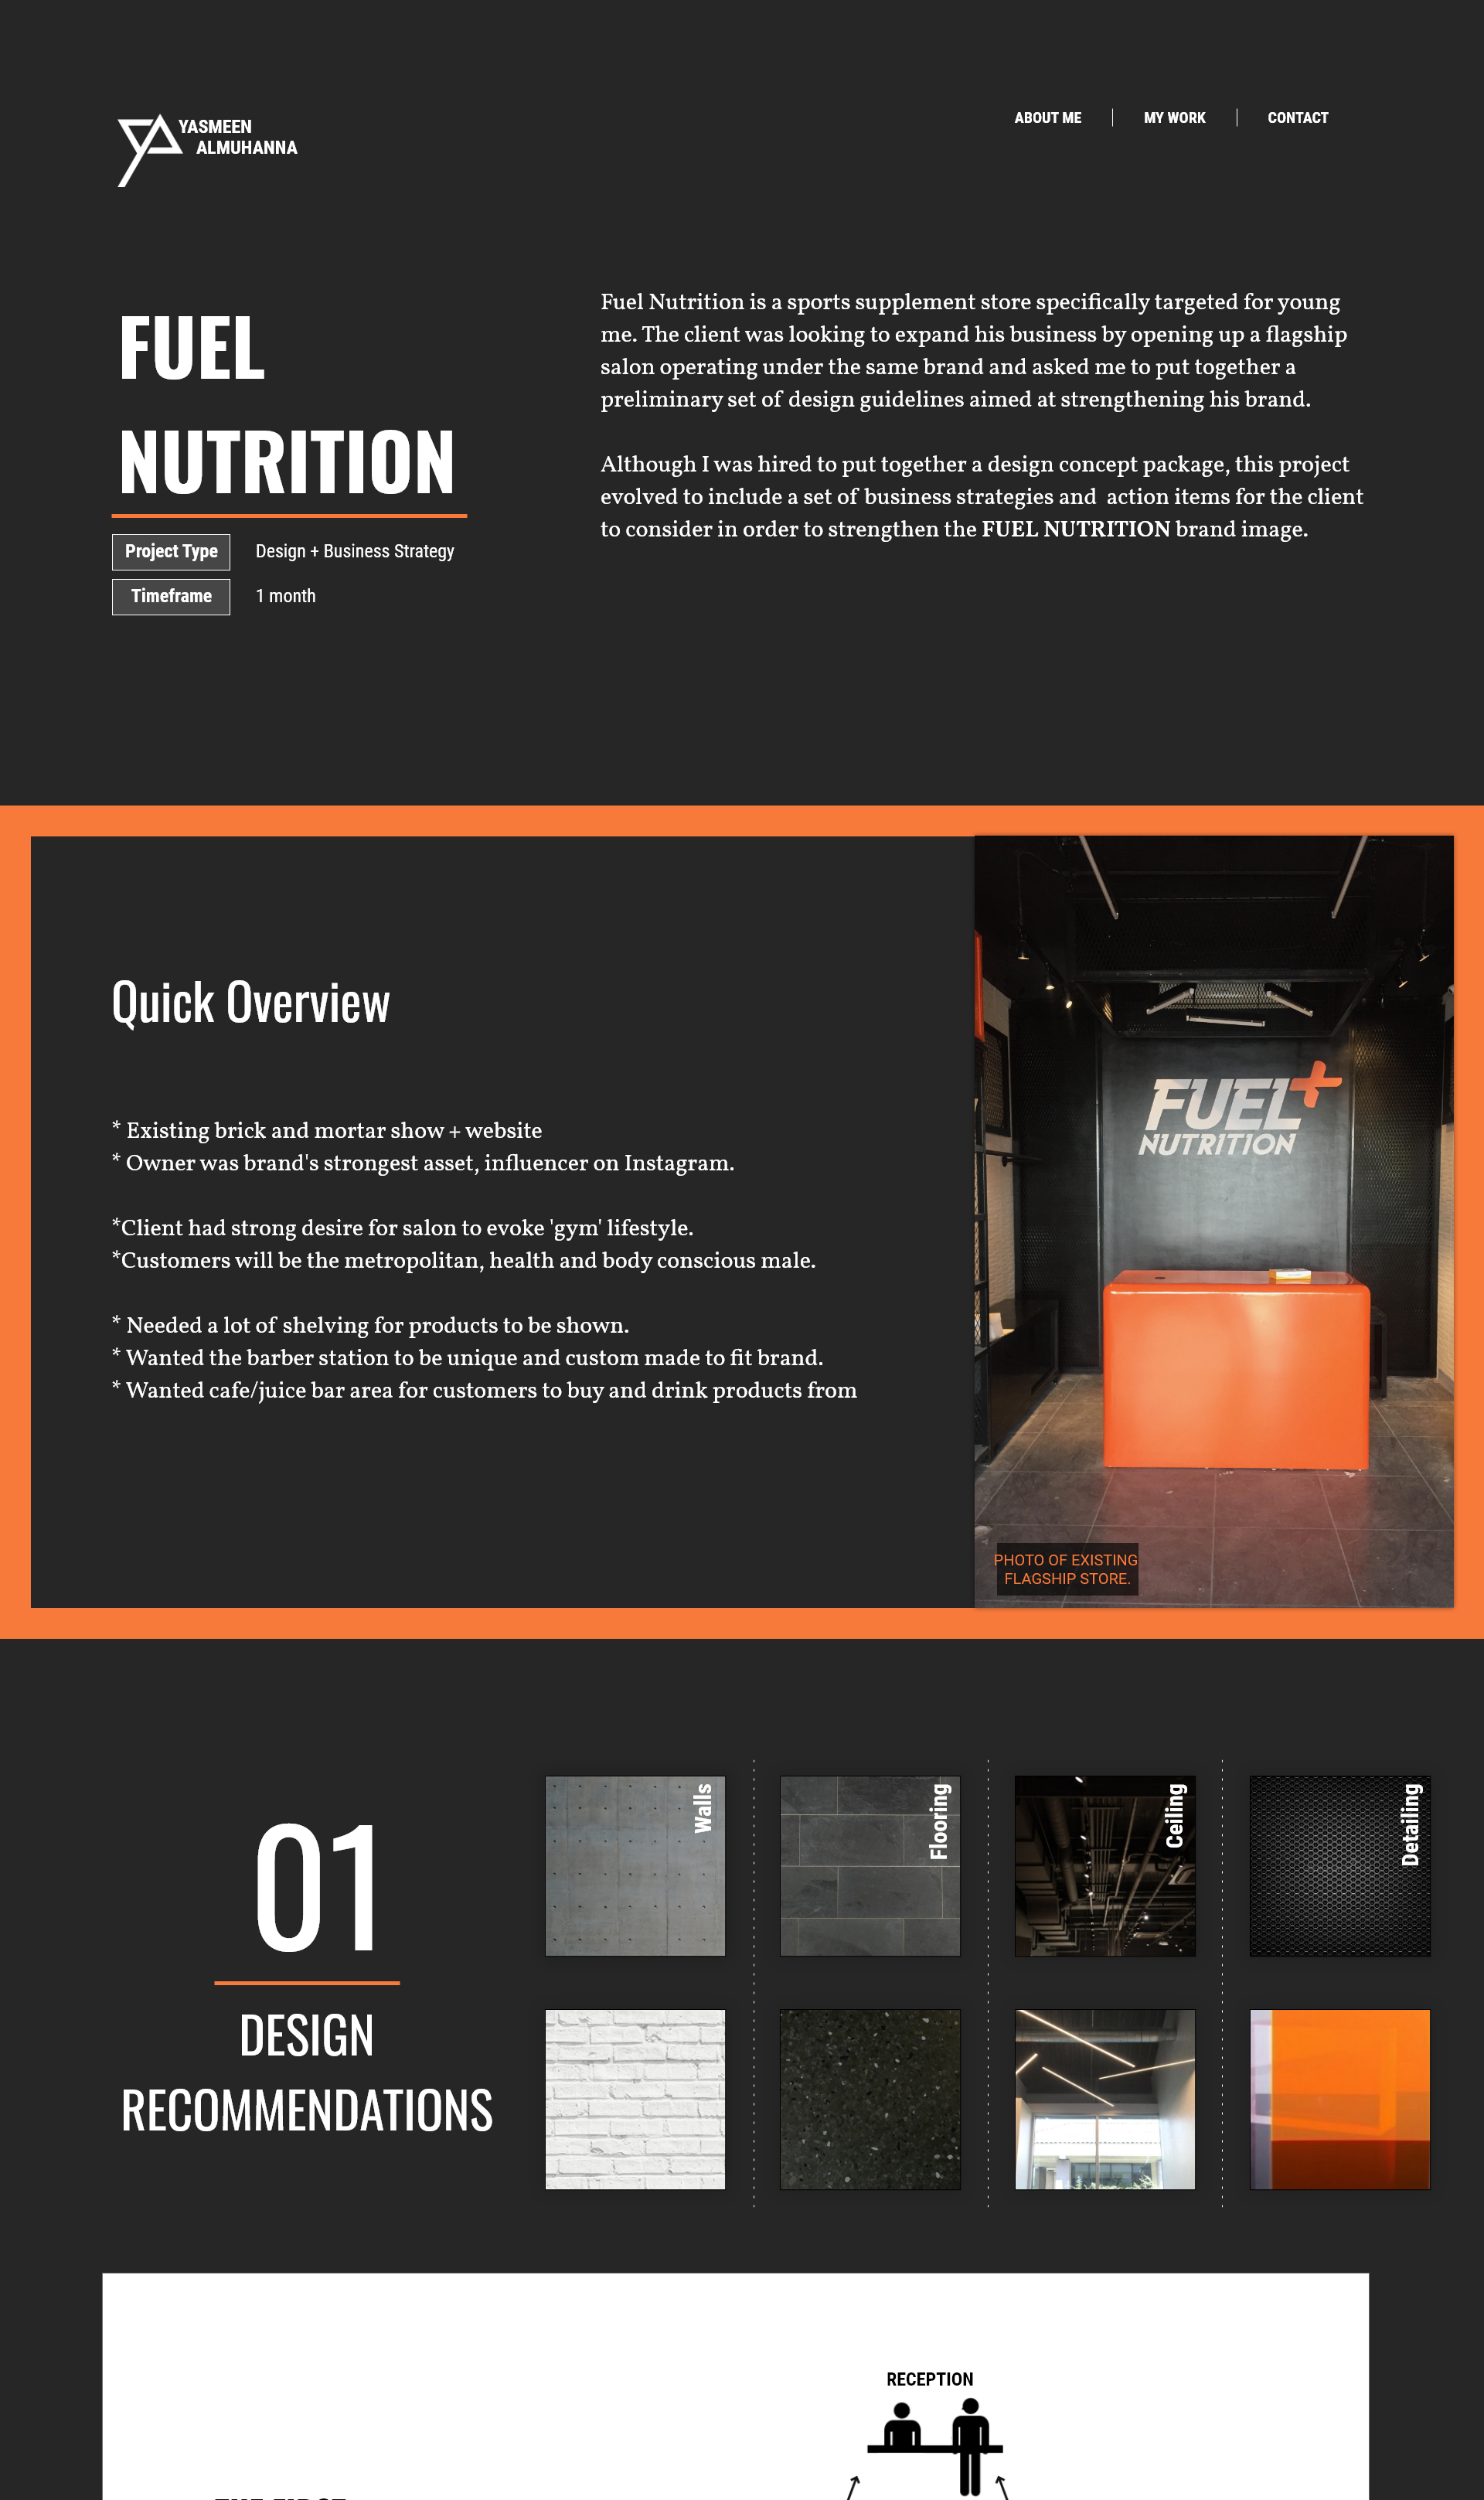 YASMEEN
ALMUHANNA
ABOUT ME
MY WORK
CONTACT
FUEL
NUTRITION
Project Type
Design + Business Strategy
Timeframe
1 month
Fuel Nutrition is a sports supplement store specifically targeted for young
me. The client was looking to expand his business by opening up a flagship
salon operating under the same brand and asked me to put together a
preliminary set of design guidelines aimed at strengthening his brand.
Although I was hired to put together a design concept package, this project
evolved to include a set of business strategies and action items for the client
to consider in order to strengthen the FUEL NUTRITION brand image.
Quick Overview
* Existing brick and mortar show + website
* Owner was brand's strongest asset, influencer on Instagram.
*Client had strong desire for salon to evoke 'gym' lifestyle.
*Customers will be the metropolitan, health and body conscious male.
* Needed a lot of shelving for products to be shown.
* Wanted the barber station to be unique and custom made to fit brand.
* Wanted cafe/juice bar area for customers to buy and drink products from
FUEL+
NUTRITION
PHOTO OF EXISTING
FLAGSHIP STORE.
01
DESIGN
RECOMMENDATIONS
Walls
Flooring
Ceiling
Detailing
RECEPTION